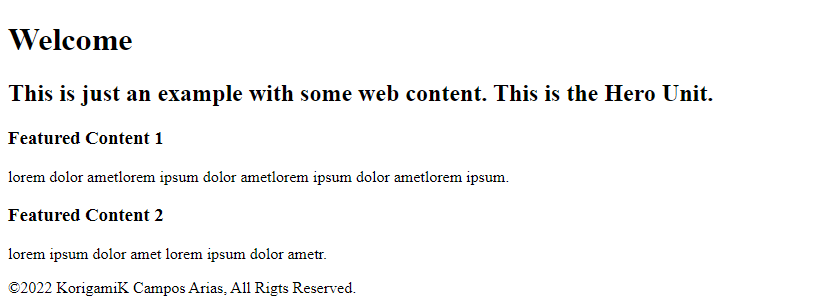 Welcome
This is just an example with some web content. This is the Hero Unit.
Featured Content 1
lorem dolor ametlorem ipsum dolor ametlorem ipsum dolor ametlorem ipsum.
Featured Content 2
lorem ipsum dolor amet lorem ipsum dolor ametr.
©2022 KorigamiK Campos Arias, All Rigts Reserved.